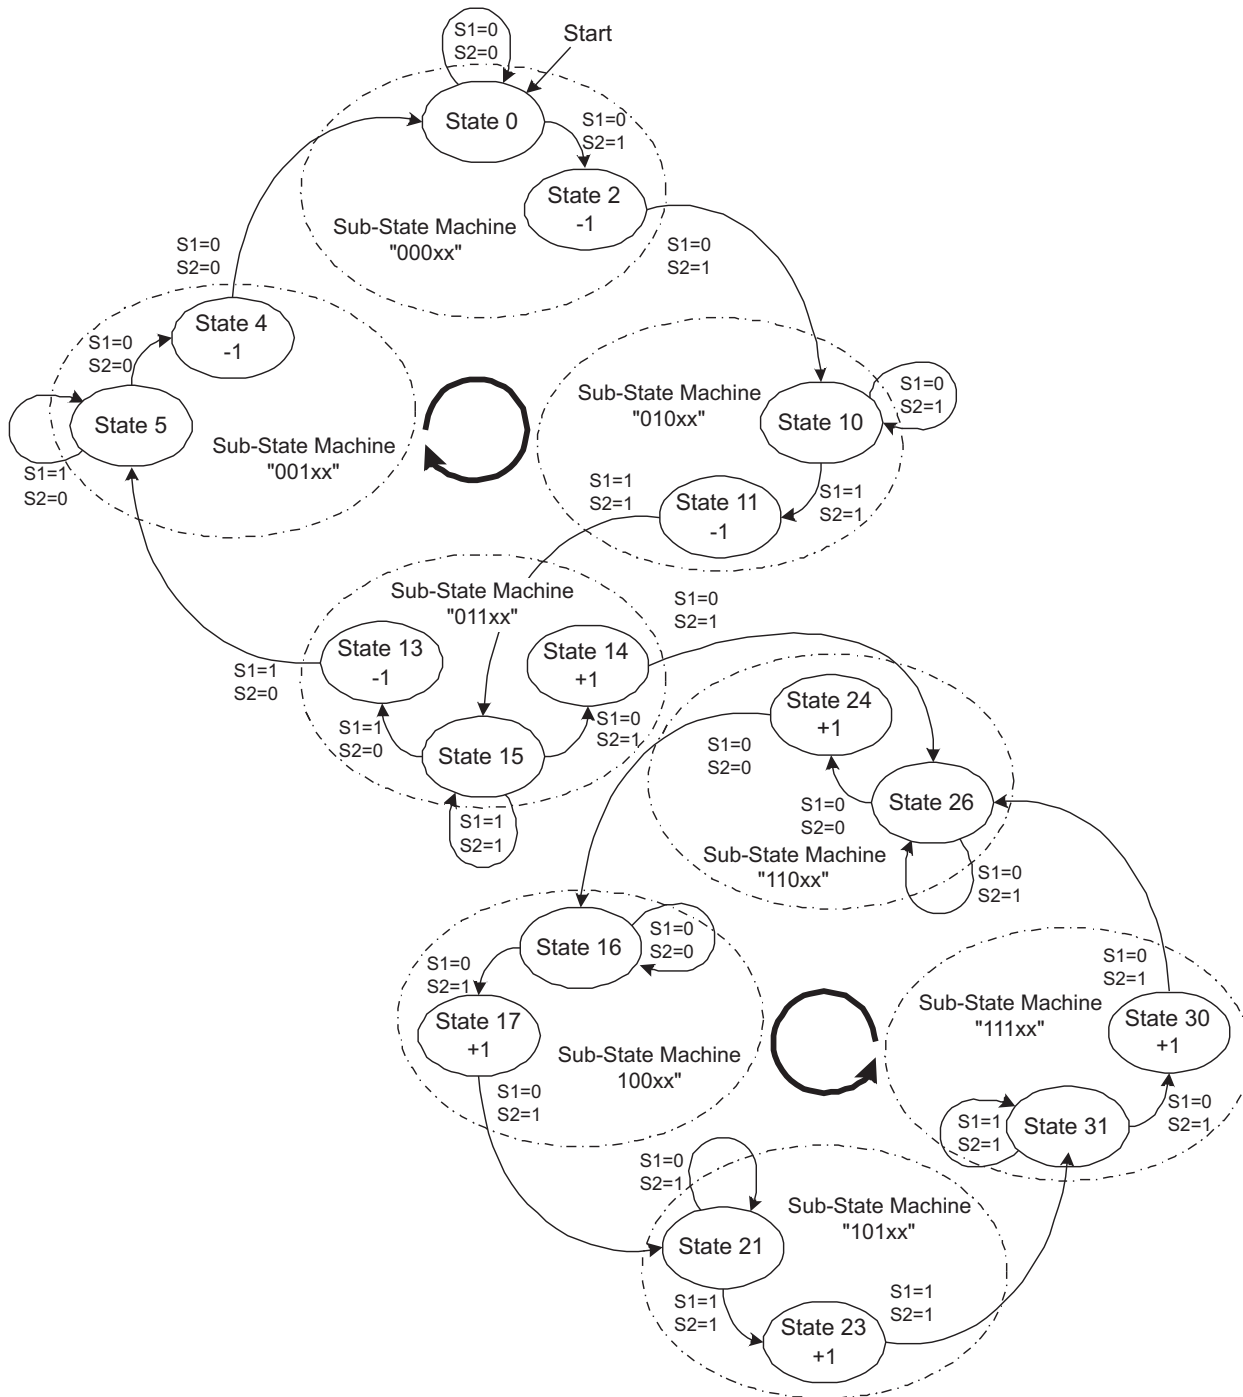 S1=0
S2=0
Start
State 0
S1=0
S2=1
State 2
-1
Sub-State Machine
"000xx"
S1=0
S2=1
S1=0
S2=0
State 4
-1
S1=0
S2=0
State 5
S1=1
S2=0
Sub-State Machine
"001xx"
Sub-State Machine
"010xx"
State 10
S1=0
S2=1
S1=1
S2=1
State 11
-1
S1=1
S2=1
Sub-State Machine
"011xx"
State 13
-1
S1=1
S2=0
State 14
+1
S1=0
S2=1
S1=1
S2=0
State 15
S1=0
S2=1
S1=1
S2=1
State 24
+1
S1=0
S2=0
State 26
S1=0
S2=0
Sub-State Machine
"110xx"
S1=0
S2=1
State 16
S1=0
S2=0
S1=0
S2=1
State 17
+1
Sub-State Machine
100xx"
S1=0
S2=1
Sub-State Machine
"111xx"
S1=0
S2=1
State 30
+1
S1=1
S2=1
State 31
S1=0
S2=1
S1=0
S2=1
State 21
Sub-State Machine
"101xx"
S1=1
S2=1
State 23
+1
S1=1
S2=1